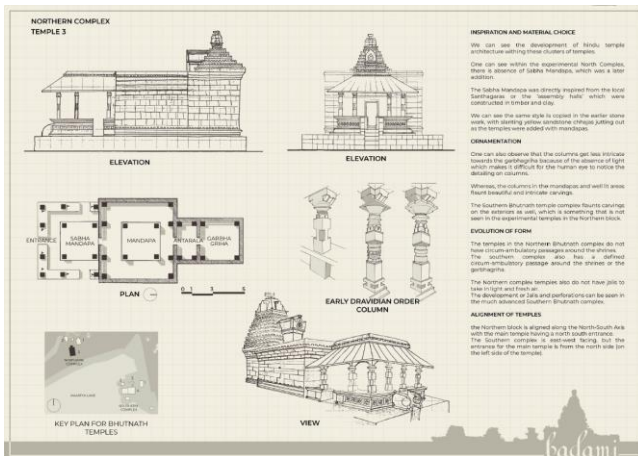 NORTHERN COMPLEX
TEMPLE 3
ELEVATION
ELEVATION
ENTRANCE
SABHA
MANDAPA
MANDAPA
ANTARALA
GARBHA
GRIHA
PLAN
0 1 3 5
EARLY DRAVIDIAN ORDER
COLUMN
NORTHERN
COMPLEX
COMPLEX
KEY PLAN FOR BHUTNATH
TEMPLES
VIEW
INSPIRATION AND MATERIAL CHOICE
We can see the development of hindu temple
architecture withing these clusters of temples.
One can see within the experimental North Complex,
there is absence of Sabha Mandapa, which was a later
addition.
The Sabha Mandapa was directly inspired from the local
Santhagaras or the 'assembly halls' which were
constructed in timber and clay.
We can see the same style is copied in the earlier stone
work, with slanting yellow sandstone chhajas jutting out
as the temples were added with mandapas.
ORNAMENTATION
One can also observe that the columns get less intricate
towards the garbhagriha because of the absence of light
which makes it difficult for the human eye to notice the
detailing on columns.
Whereas, the columns in the mandapas and well lit areas
flaunt beautiful and intricate carvings.
The Southern Bhutnath temple complex flaunts carvings
on the exteriors as well, which is something that is not
seen in the experimental temples in the Northern block.
EVOLUTION OF FORM
The temples in the Northern Bhutnath complex do not
have circum-ambulatory passages around the shrines.
The southern complex also has a defined
circum-ambulatory passage around the shrines or the
garbhagriha.
The Northern complex temples also do not have jalis to
take in light and fresh air.
The development or Jalis and perforations can be seen in
the much advanced Southern Bhutnath complex.
ALIGNMENT OF TEMPLES
the Northern block is aligned along the North-South Axis
with the main temple having a north south entrance.
The Southern complex is east-west facing, but the
entrance for the main temple is from the north side (on
the left side of the temple)
badami